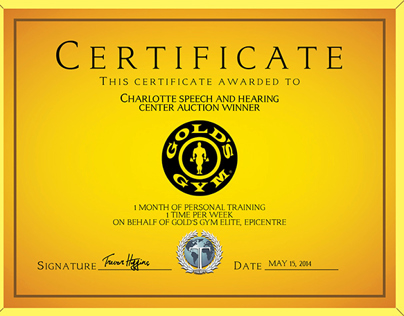 CERTIFICATE
THIS CERTIFICATE AWARDED TO
CHARLOTTE SPEECH AND HEARING
CENTER AUCTION WINNER
GOLD'S
GYM
1 MONTH OF PERSONAL TRAINING
1 TIME PER WEEK
ON BEHALF OF GOLD'S GYM ELITE, EPICENTRE
SIGNATURE Trevor Higgins DATE MAY 15, 2014